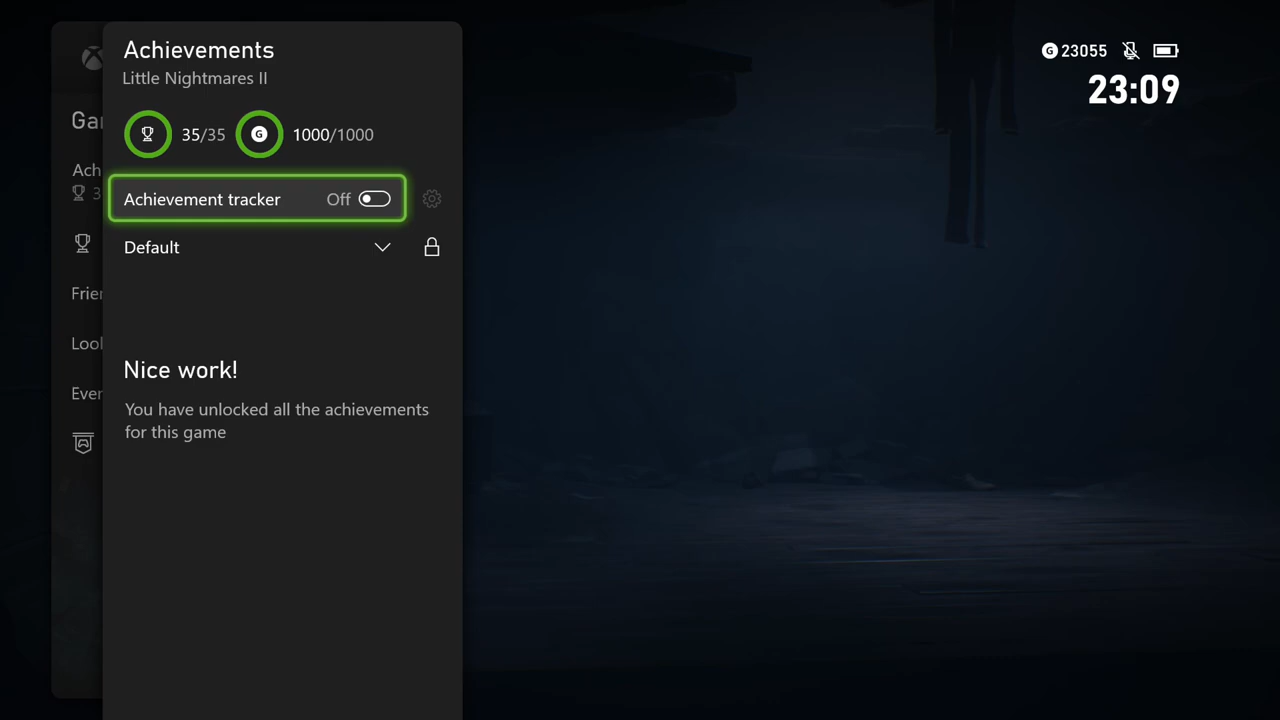 Achievements
Little Nightmares II
35/35
G
1000/1000
Achievement tracker
Off
Default
Nice work!
You have unlocked all the achievements
for this game
G 23055
23:09